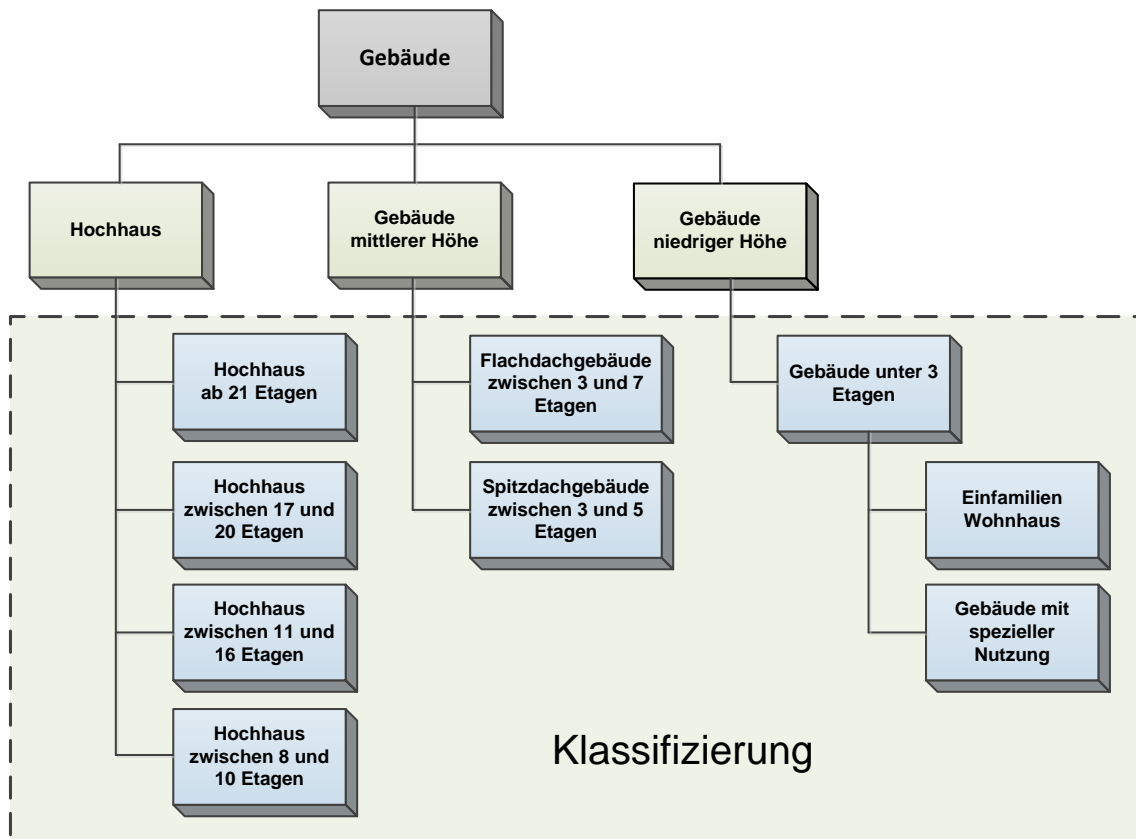 Gebäude
Hochhaus
Gebäude
mittlerer Höhe
Gebäude
niedriger Höhe
Hochhaus
ab 21 Etagen
Flachdachgebäude
zwischen 3 und 7
Etagen
Gebäude unter 3
Etagen
Hochhaus
zwischen 17 und
20 Etagen
Spitzdachgebäude
zwischen 3 und 5
Etagen
Einfamilien
Wohnhaus
Hochhaus
zwischen 11 und
16 Etagen
Gebäude mit
spezieller
Nutzung
Hochhaus
zwischen 8 und
10 Etagen
Klassifizierung